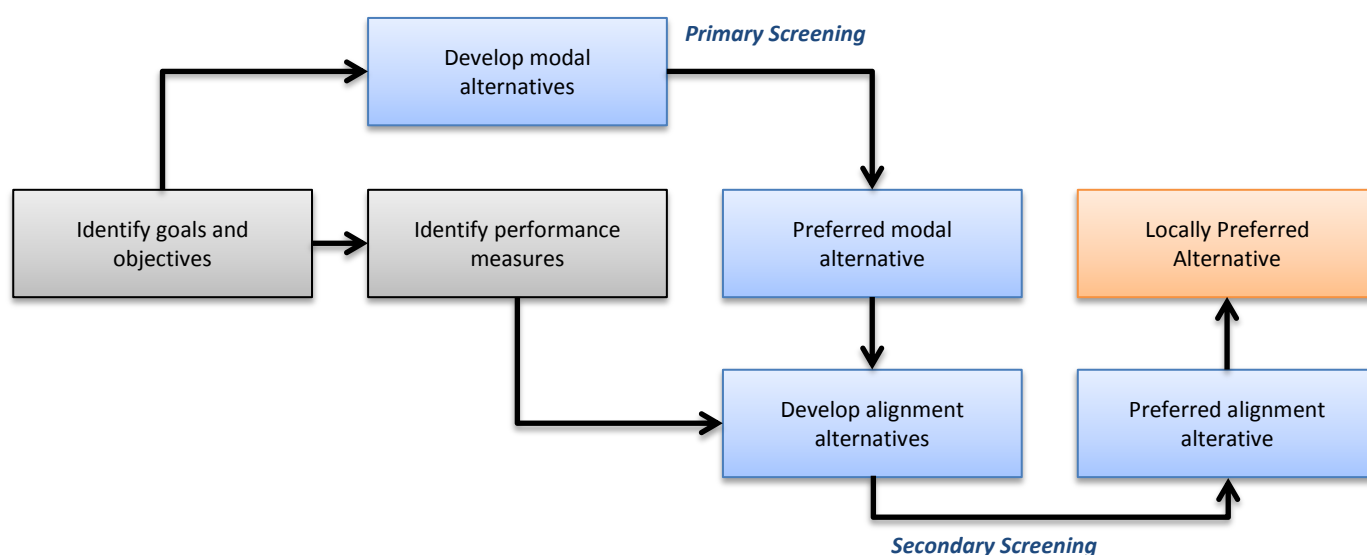 Primary Screening
Develop modal
alternatives
Identify goals and
objectives
Identify performance
measures
Preferred modal
alternative
Locally Preferred
Alternative
Develop alignment
alternatives
Preferred alignment
alterative
Secondary Screening